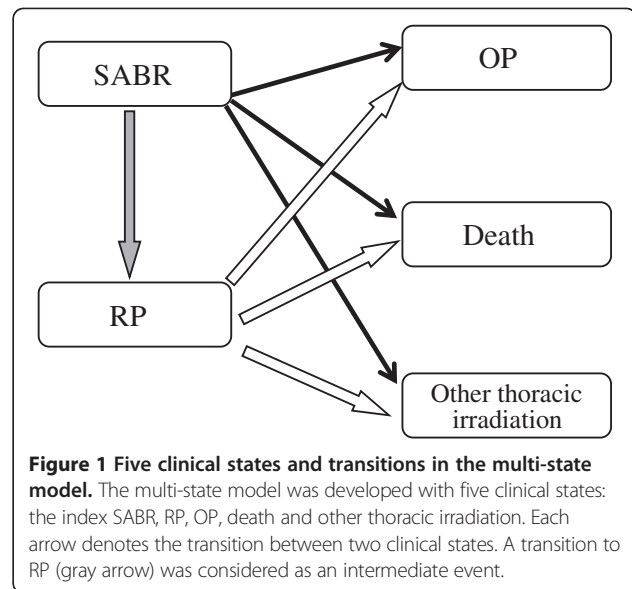 SABR
OP
Death
RP
Other thoracic
irradiation
Figure 1 Five clinical states and transitions in the multi-state
model. The multi-state model was developed with five clinical states:
the index SABR, RP, OP, death and other thoracic irradiation. Each
arrow denotes the transition between two clinical states. A transition to
RP (gray arrow) was considered as an intermediate event.